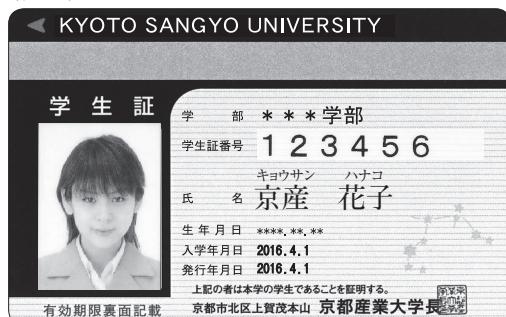 KYOTO SANGYO UNIVERSITY
学生証
学部 ＊＊＊学部
学生証番号 123456
キョウサン ハナコ
氏名 京産 花子
生年月日 ****.**.**
入学年月日 2016.4.1
発行年月日 2016.4.1
上記の者は本学の学生であることを証明する。
京都市北区上賀茂本山 京都産業大学長
有効期限裏面記載